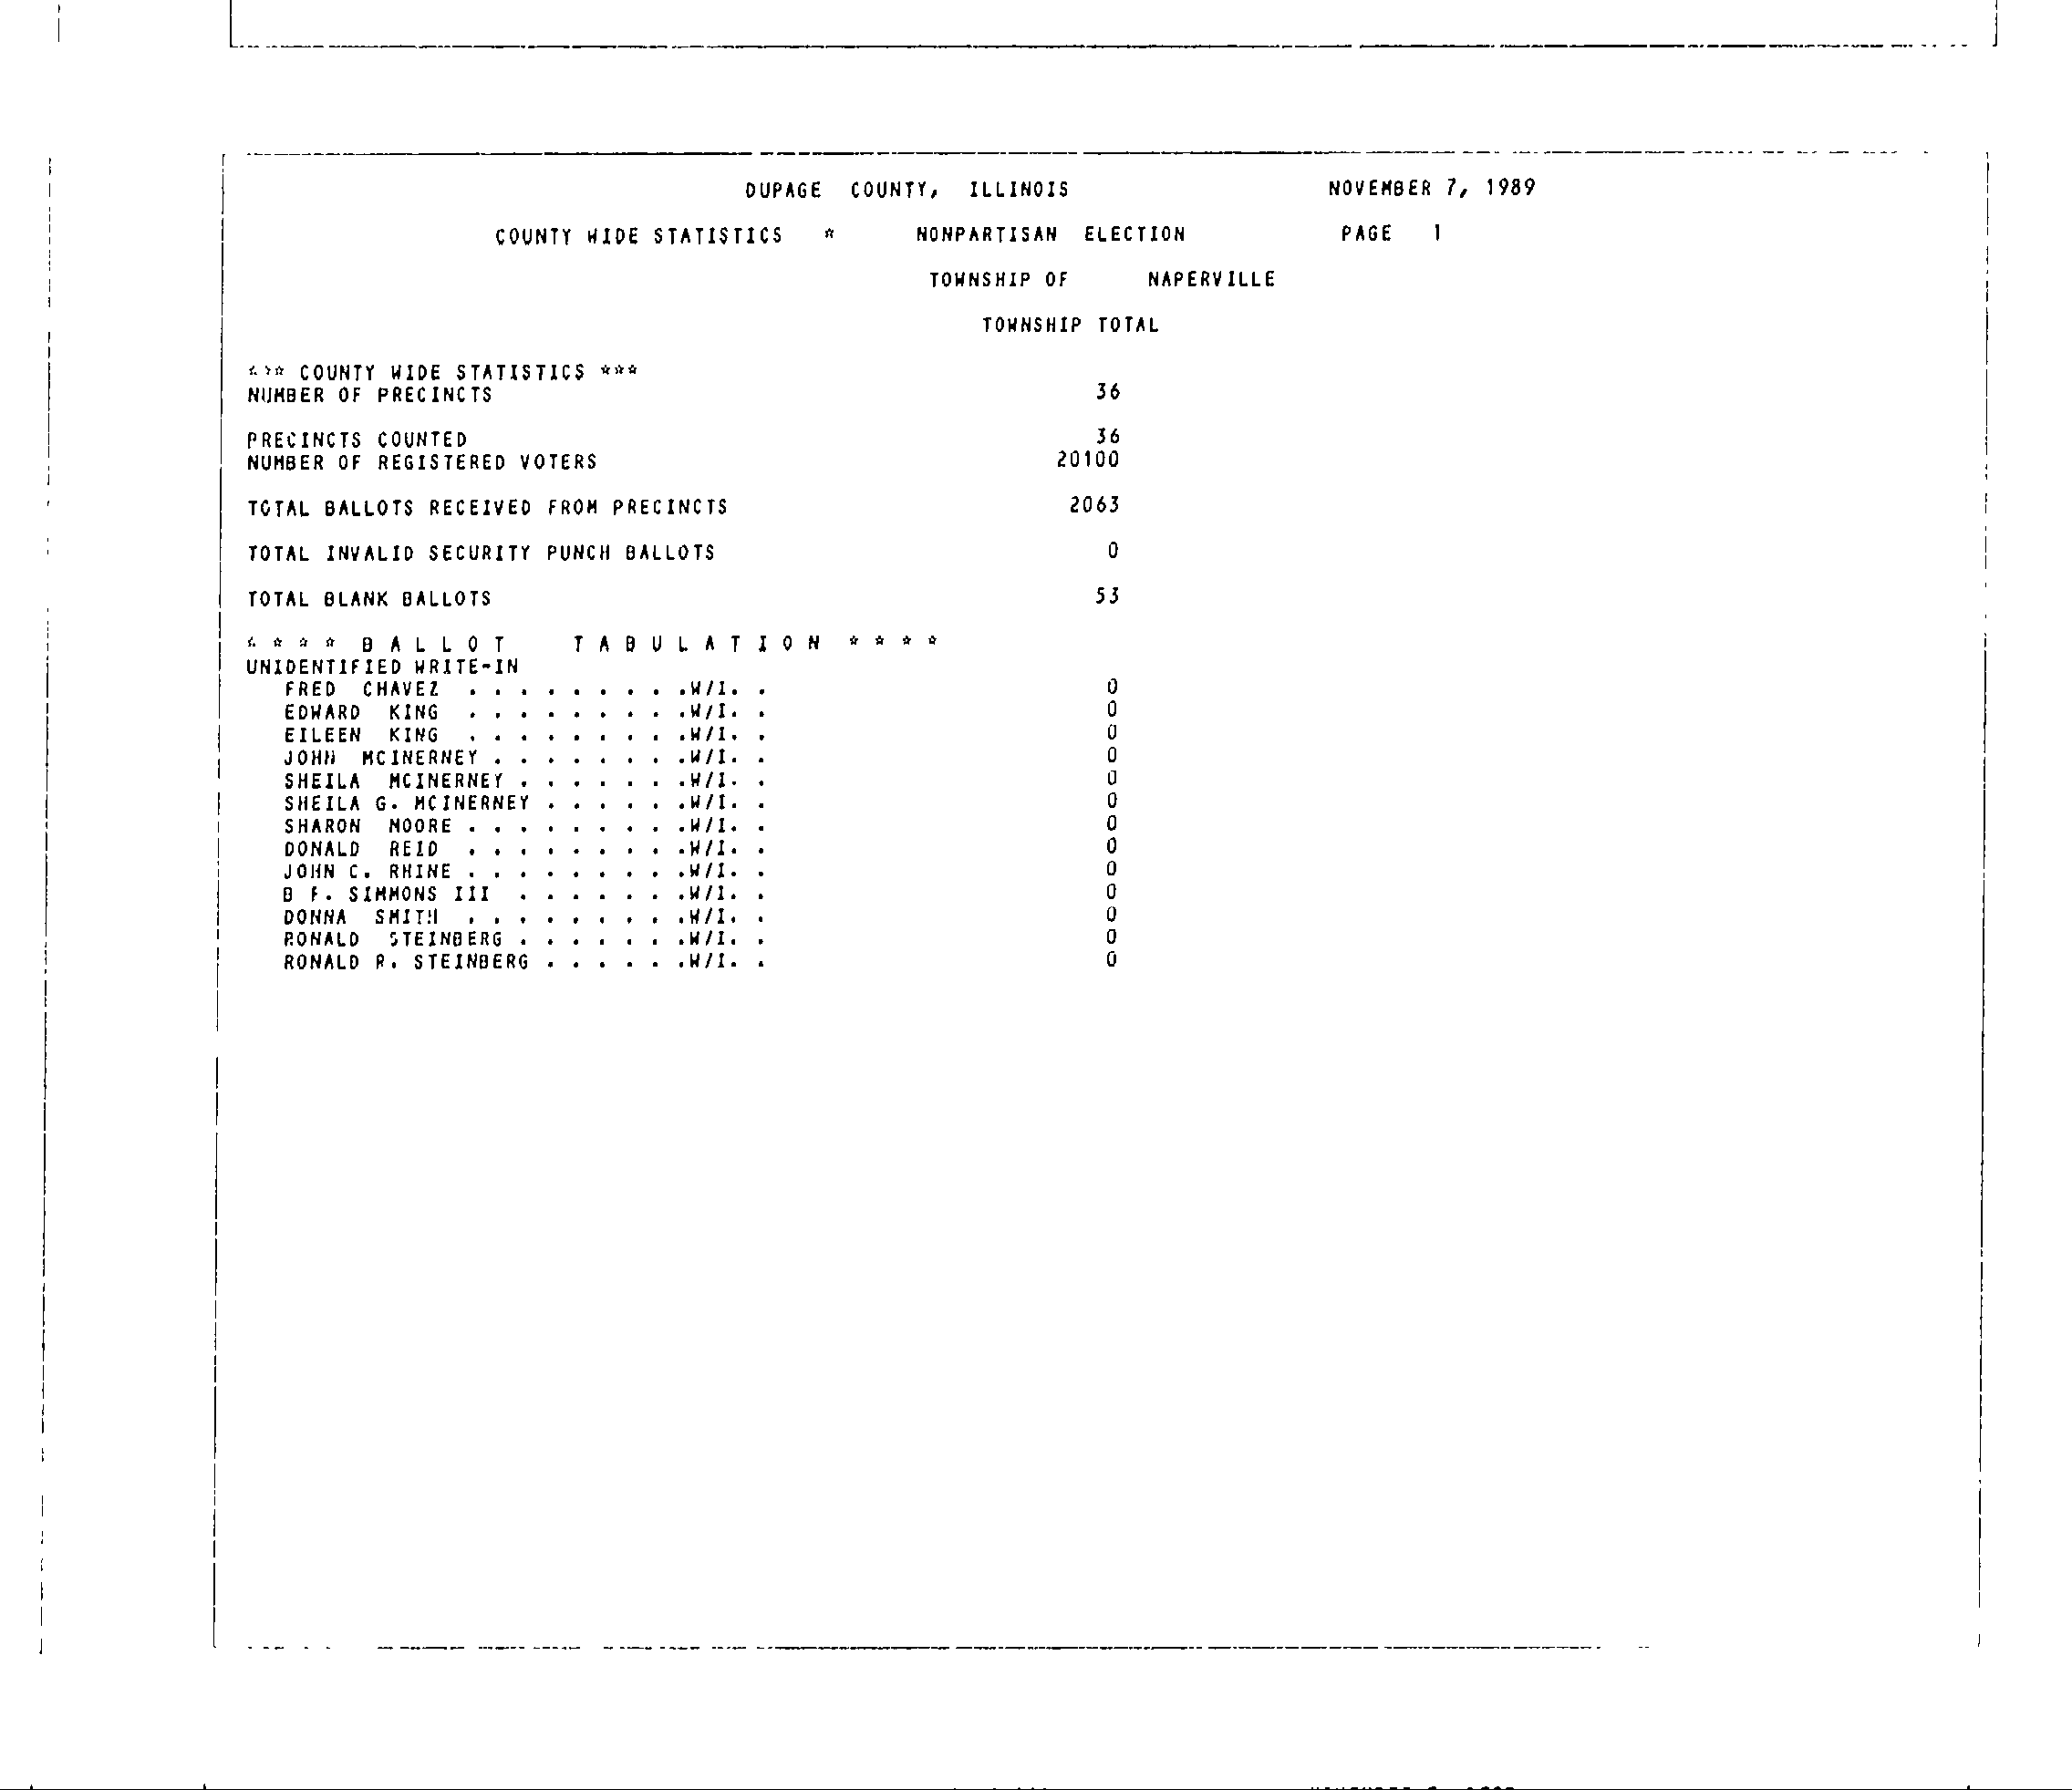 DUPAGE COUNTY, ILLINOIS NOVEMBER 7, 1989
COUNTY WIDE STATISTICS * NONPARTISAN ELECTION PAGE 1
TOWNSHIP OF NAPERVILLE
TOWNSHIP TOTAL
*** COUNTY WIDE STATISTICS ***
NUMBER OF PRECINCTS 36
PRECINCTS COUNTED 36
NUMBER OF REGISTERED VOTERS 20100
TOTAL BALLOTS RECEIVED FROM PRECINCTS 2063
TOTAL INVALID SECURITY PUNCH BALLOTS 0
TOTAL BLANK BALLOTS 53
* * * * B A L L O T T A B U L A T I O N * * * *
UNIDENTIFIED WRITE-IN
FRED CHAVEZ . . . . . . . . .W/I. . 0
EDWARD KING . . . . . . . . .W/I. . 0
EILEEN KING . . . . . . . . .W/I. . 0
JOHN MCINERNEY . . . . . . . .W/I. . 0
SHEILA MCINERNEY . . . . . . .W/I. . 0
SHEILA G. MCINERNEY . . . . . .W/I. . 0
SHARON MOORE . . . . . . . . .W/I. . 0
DONALD REID . . . . . . . . .W/I. . 0
JOHN C. RHINE . . . . . . . . .W/I. . 0
B F. SIMMONS III . . . . . . .W/I. . 0
DONNA SMITH . . . . . . . . .W/I. . 0
RONALD STEINBERG . . . . . . .W/I. . 0
RONALD R. STEINBERG . . . . . .W/I. . 0